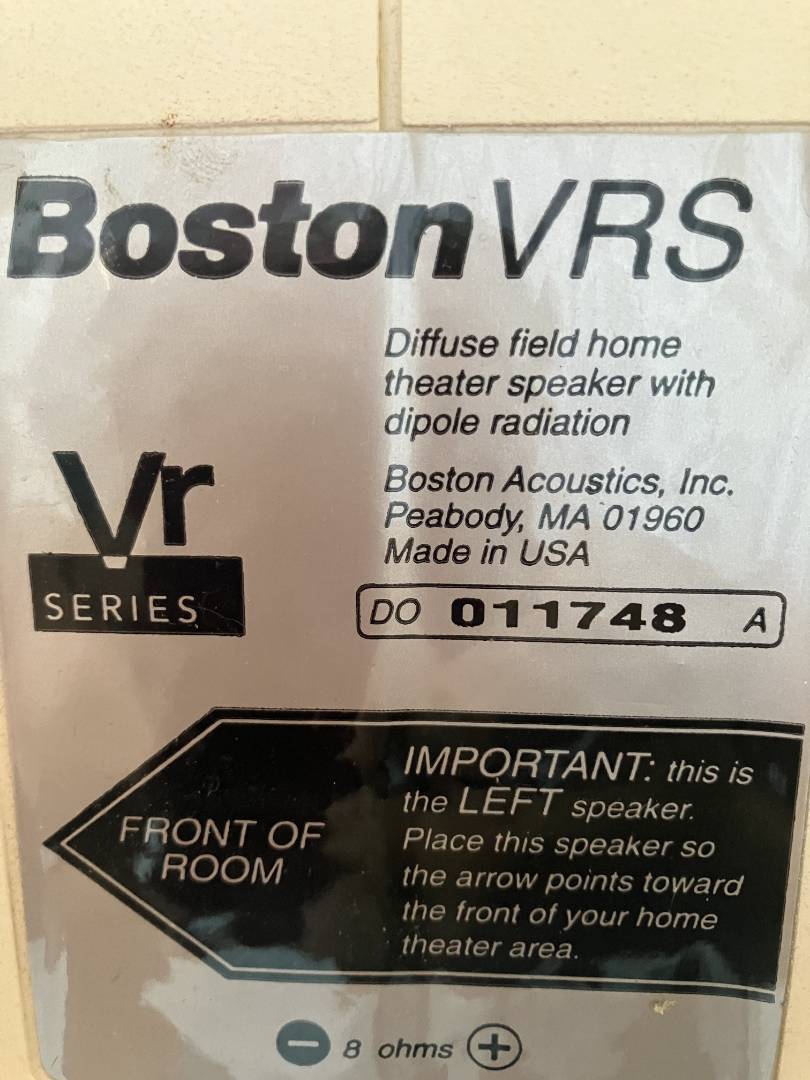 Boston VRS
Diffuse field home
theater speaker with
dipole radiation
Vr
SERIES
Boston Acoustics, Inc.
Peabody, MA 01960
Made in USA
DO 011748 A
FRONT OF
ROOM
IMPORTANT: this is
the LEFT speaker.
Place this speaker so
the arrow points toward
the front of your home
theater area.
− 8 ohms +